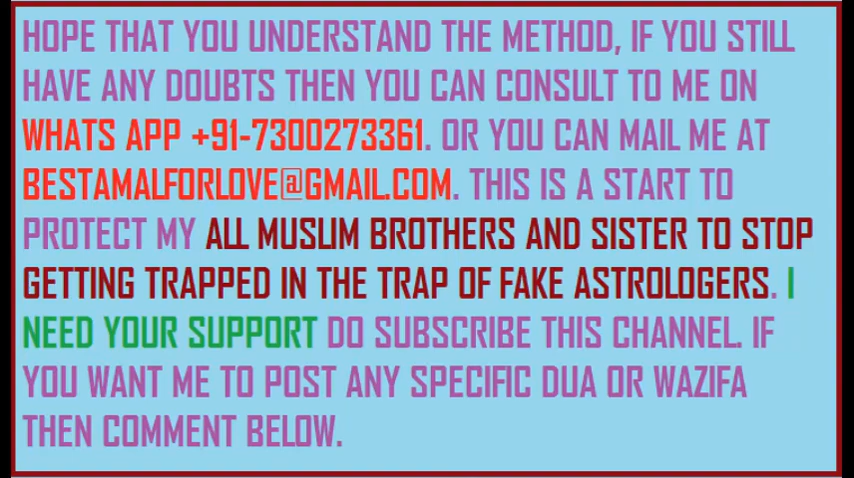 HOPE THAT YOU UNDERSTAND THE METHOD, IF YOU STILL
HAVE ANY DOUBTS THEN YOU CAN CONSULT TO ME ON
WHATS APP +91-7300273361. OR YOU CAN MAIL ME AT
BESTAMALFORLOVE@GMAIL.COM. THIS IS A START TO
PROTECT MY ALL MUSLIM BROTHERS AND SISTER TO STOP
GETTING TRAPPED IN THE TRAP OF FAKE ASTROLOGERS. I
NEED YOUR SUPPORT DO SUBSCRIBE THIS CHANNEL. IF
YOU WANT ME TO POST ANY SPECIFIC DUA OR WAZIFA
THEN COMMENT BELOW.